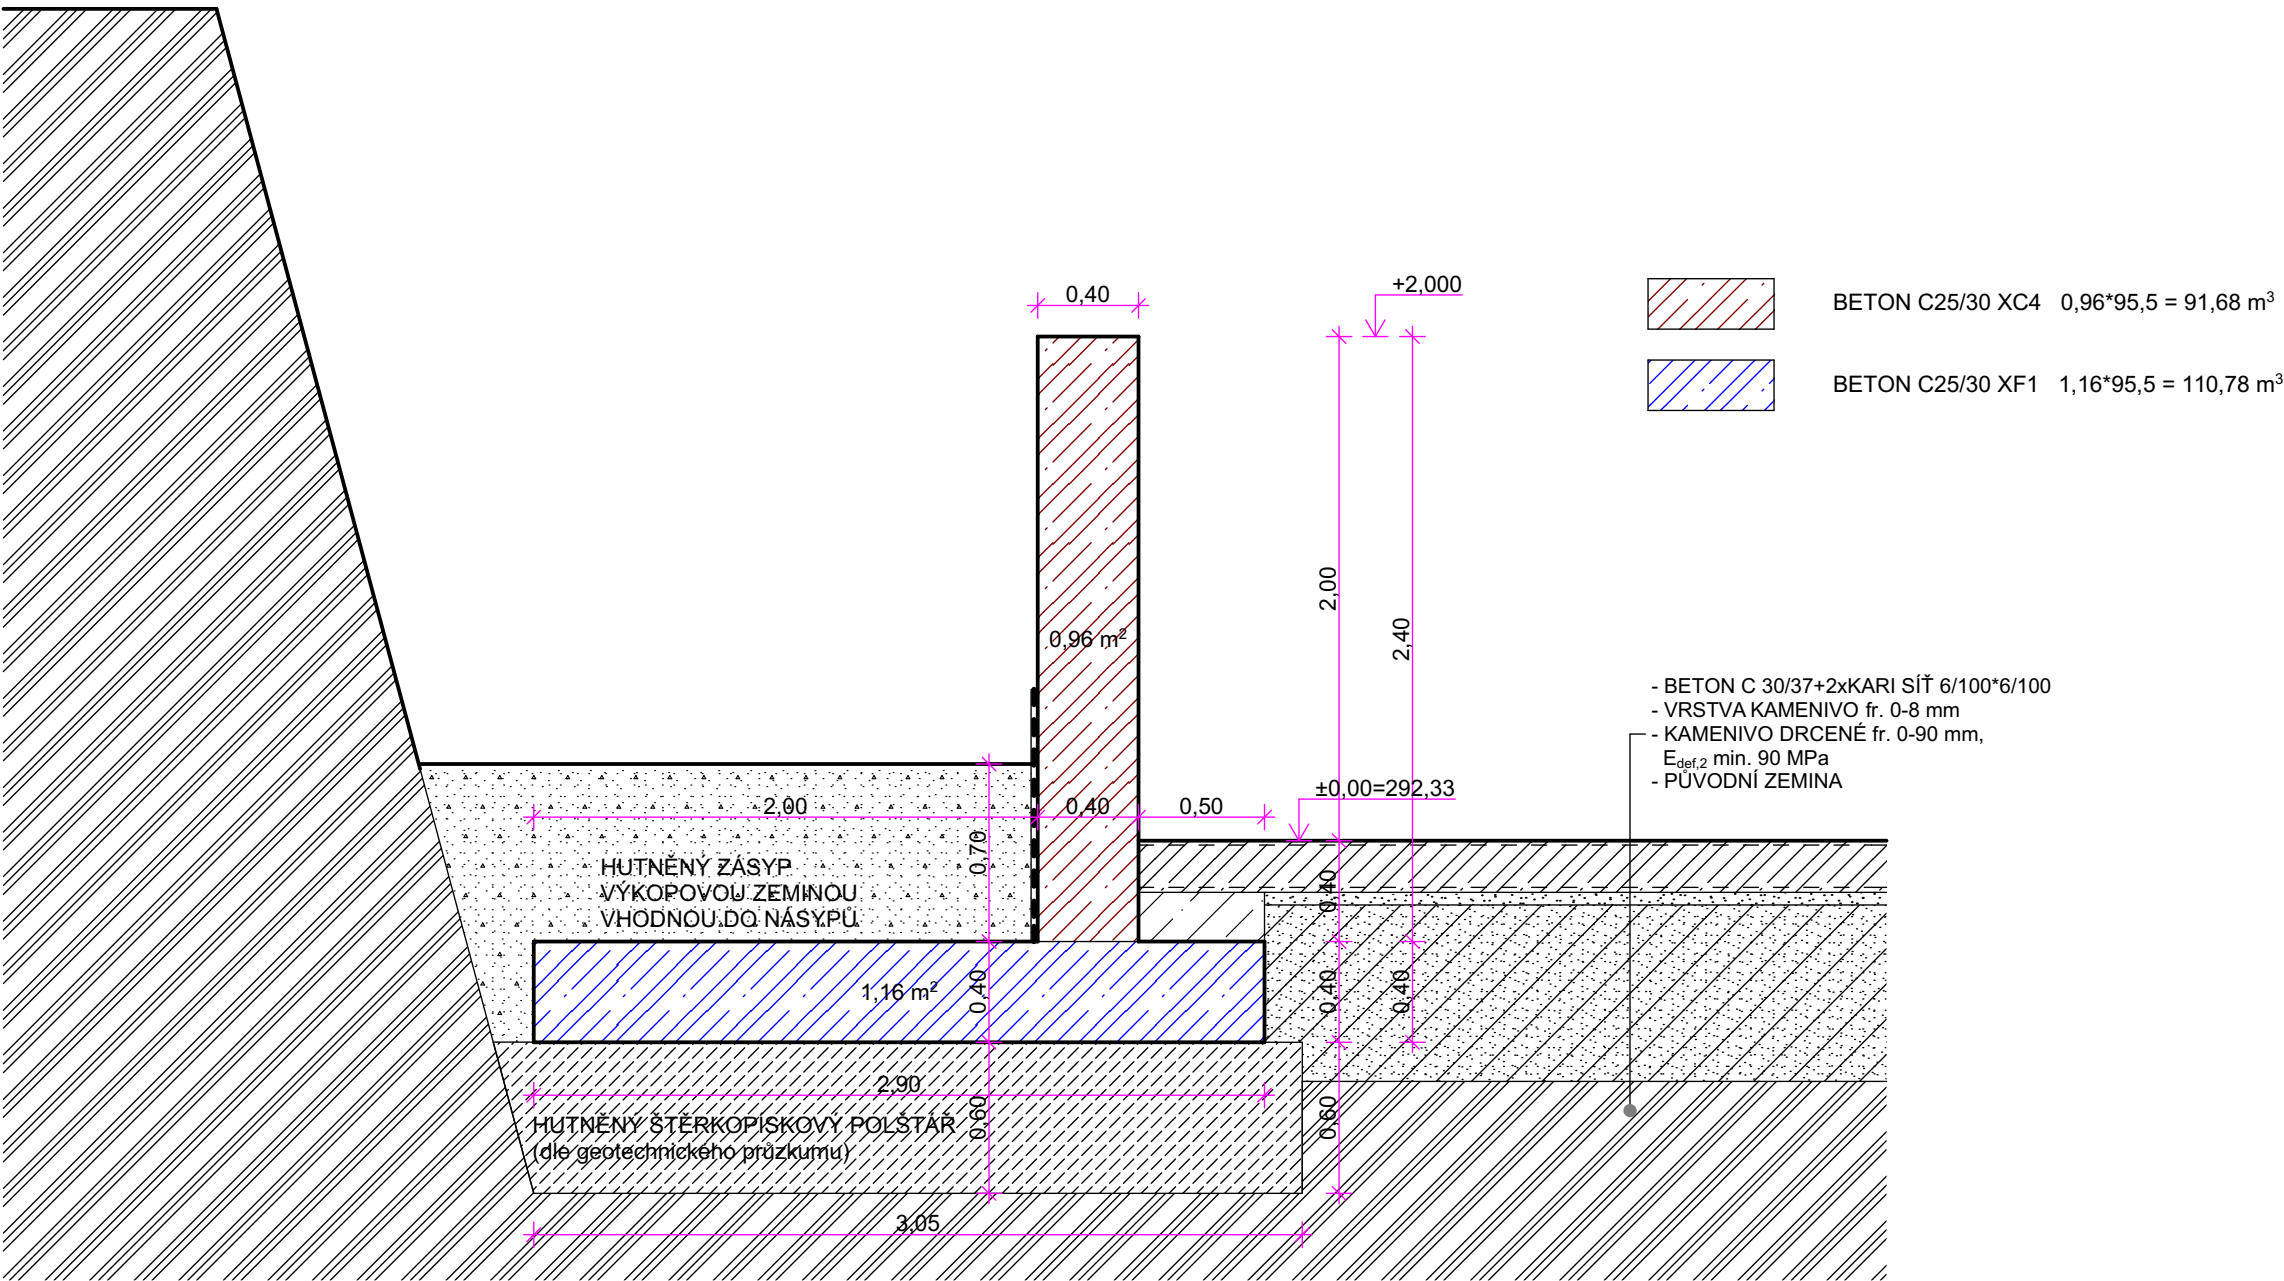 +2,000
0,40
BETON C25/30 XC4 0,96*95,5 = 91,68 m³
BETON C25/30 XF1 1,16*95,5 = 110,78 m³
2,00
2,40
0,96 m²
- BETON C 30/37+2xKARI SÍŤ 6/100*6/100
- VRSTVA KAMENIVO fr. 0-8 mm
- KAMENIVO DRCENÉ fr. 0-90 mm,
Edef,2 min. 90 MPa
- PŮVODNÍ ZEMINA
±0,00=292,33
2,00
0,40
0,50
0,70
HUTNĚNÝ ZÁSYP
VÝKOPOVOU ZEMINOU
VHODNOU DO NÁSYPŮ
0,40
1,16 m²
0,40
0,40
0,40
2,90
0,60
0,60
HUTNĚNÝ ŠTĚRKOPÍSKOVÝ POLŠTÁŘ
(dle geotechnického průzkumu)
3,05